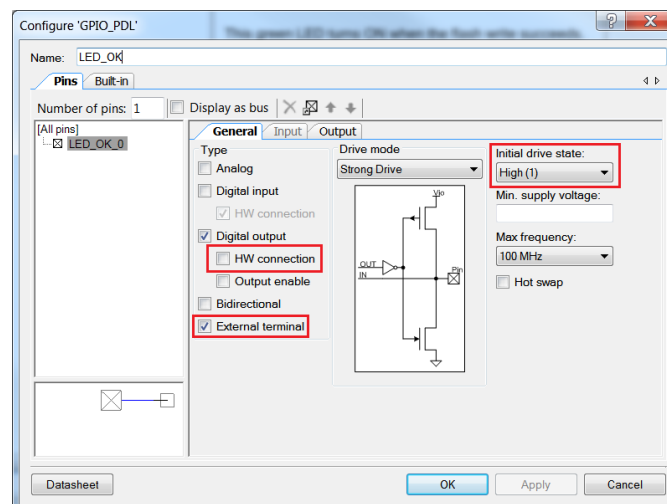 Configure 'GPIO_PDL'
This green LED turns ON when the flash write succeeds.
Name: LED_OK
Pins Built-in
Number of pins: 1 Display as bus
[All pins]
LED_OK_0
General Input Output
Type
Analog
Digital input
HW connection
Digital output
HW connection
Output enable
Bidirectional
External terminal
Drive mode
Strong Drive
Vio
OUT
IN
Pin
Initial drive state:
High (1)
Min. supply voltage:
Max frequency:
100 MHz
Hot swap
Datasheet OK Apply Cancel